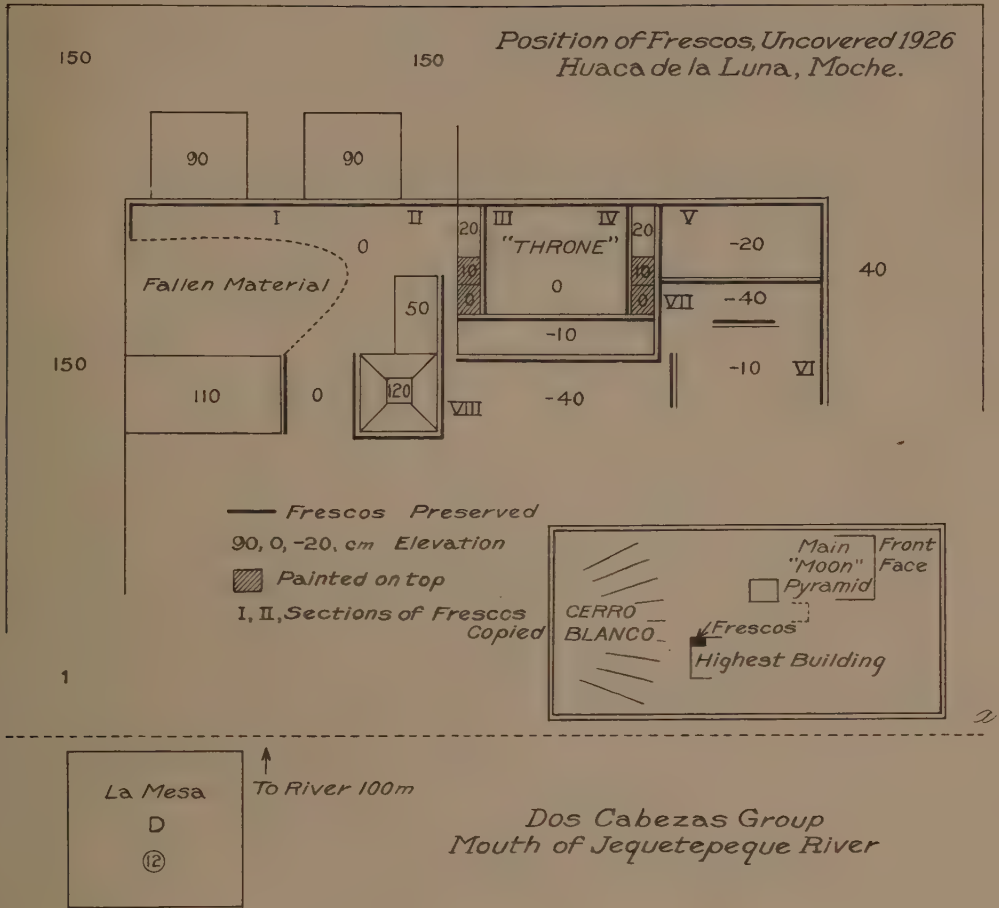 Position of Frescos, Uncovered 1926
Huaca de la Luna, Moche.
150
150
90
90
I
II
20
III
IV
20
V
"THRONE"
-20
0
10
10
40
Fallen Material
50
0
0
0
VII
-40
-10
150
110
0
120
VIII
-40
-10
VI
Frescos Preserved
90, 0, -20, cm Elevation
Painted on top
I, II, Sections of Frescos
Copied
CERRO
BLANCO
Main
"Moon"
Pyramid
Front
Face
Frescos
Highest Building
1
La Mesa
D
12
To River 100m
Dos Cabezas Group
Mouth of Jequetepeque River